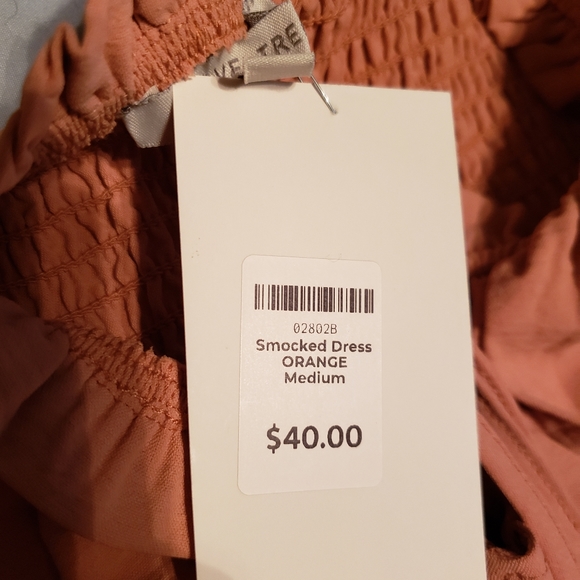 02802B
Smocked Dress
ORANGE
Medium
$40.00